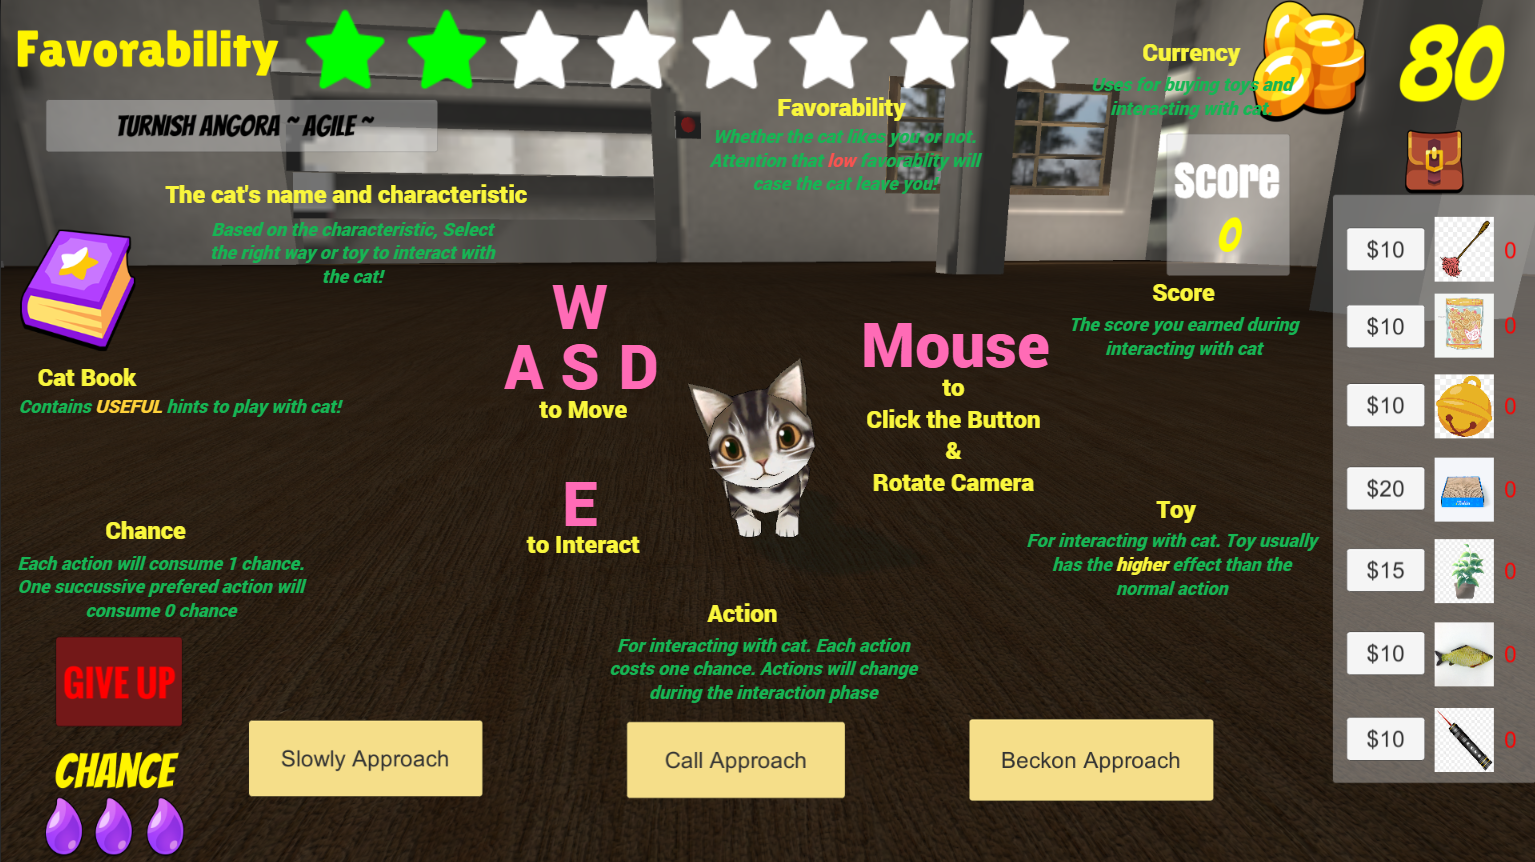 Favorability
80
Currency
Uses for buying toys and
interacting with cat.
TURNISH ANGORA ~ AGILE ~
Favorability
Whether the cat likes you or not.
Attention that low favorablity will
case the cat leave you!
The cat's name and characteristic
Based on the characteristic, Select
the right way or toy to interact with
the cat!
Score
0
Score
The score you earned during
interacting with cat
Cat Book
Contains USEFUL hints to play with cat!
W
A S D
to Move
E
to Interact
Mouse
to
Click the Button
&
Rotate Camera
Chance
Each action will consume 1 chance.
One succussive prefered action will
consume 0 chance
Toy
For interacting with cat. Toy usually
has the higher effect than the
normal action
Action
For interacting with cat. Each action
costs one chance. Actions will change
during the interaction phase
GIVE UP
CHANCE
Slowly Approach
Call Approach
Beckon Approach
$10 0
$10 0
$10 0
$20 0
$15 0
$10 0
$10 0